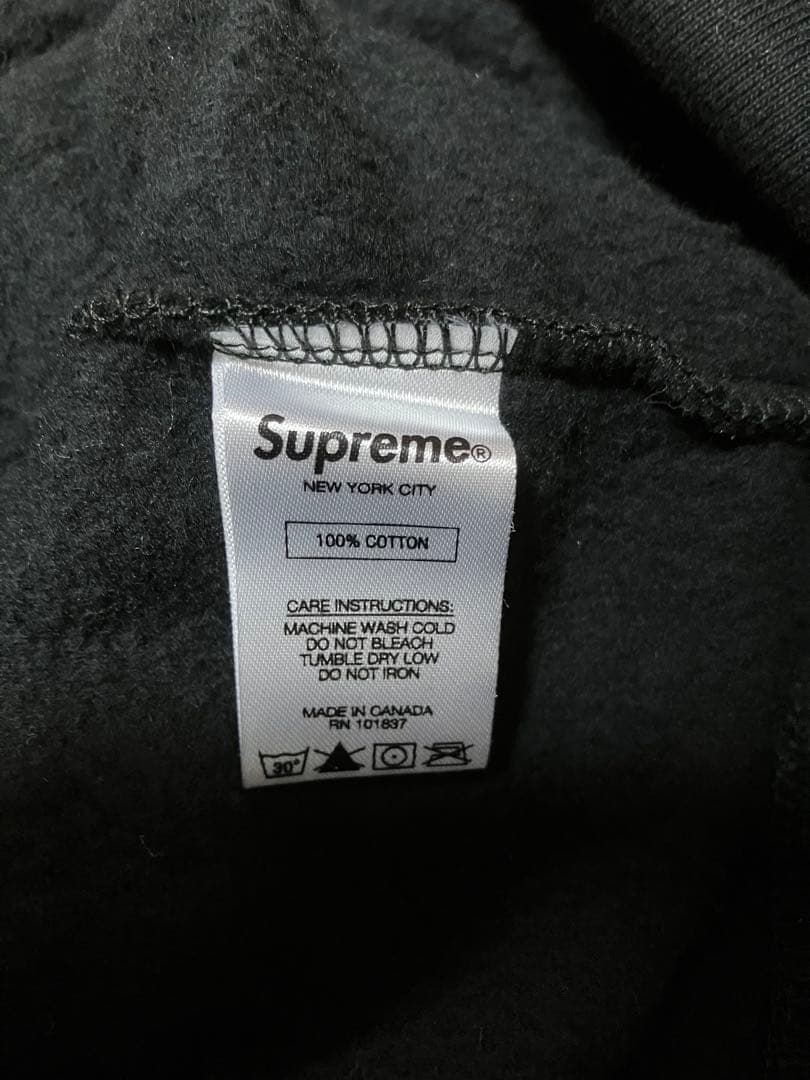 Supreme®
NEW YORK CITY
100% COTTON
CARE INSTRUCTIONS:
MACHINE WASH COLD
DO NOT BLEACH
TUMBLE DRY LOW
DO NOT IRON
MADE IN CANADA
RN 101837
30°